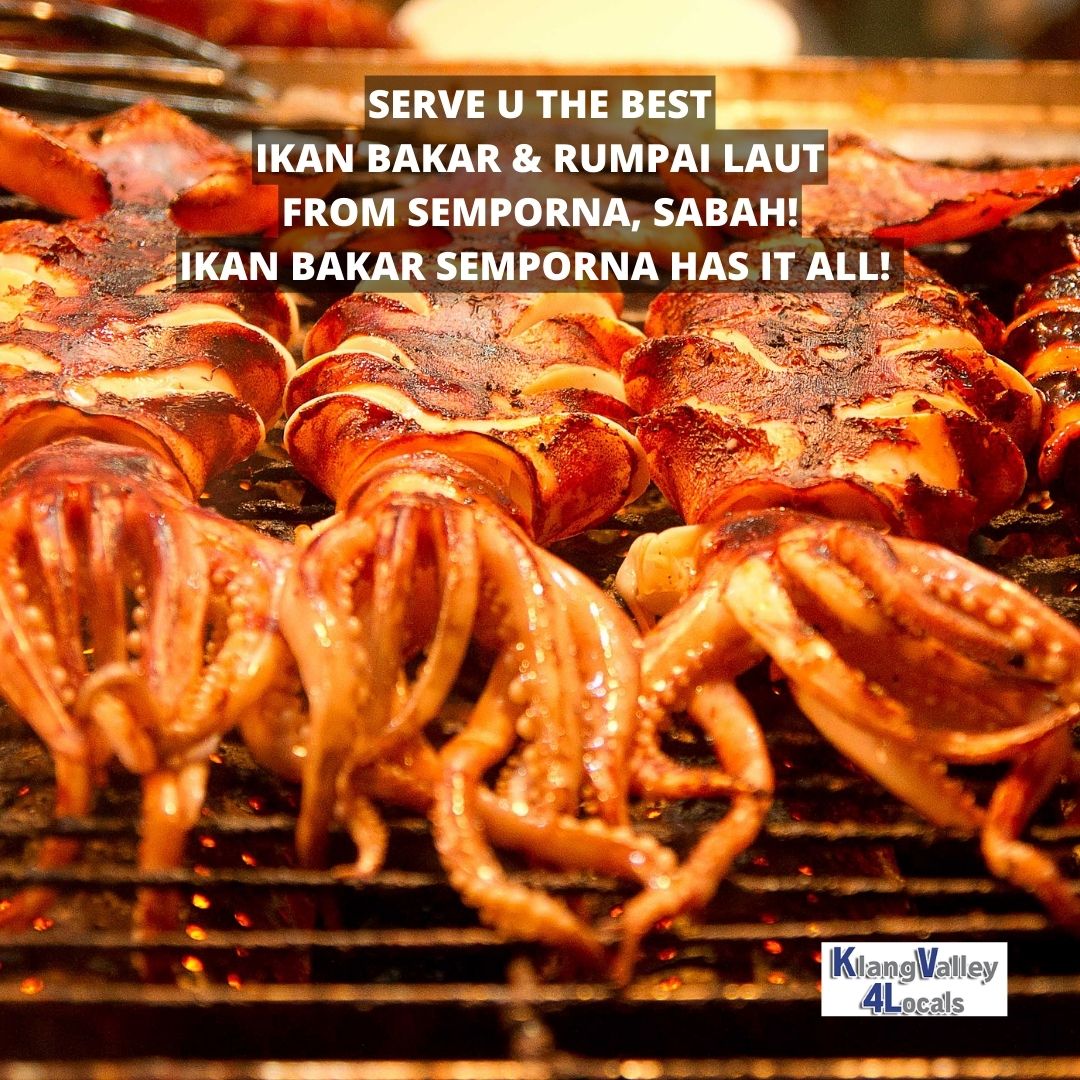 SERVE U THE BEST
IKAN BAKAR & RUMPAI LAUT
FROM SEMPORNA, SABAH!
IKAN BAKAR SEMPORNA HAS IT ALL!
KlangValley
4Locals